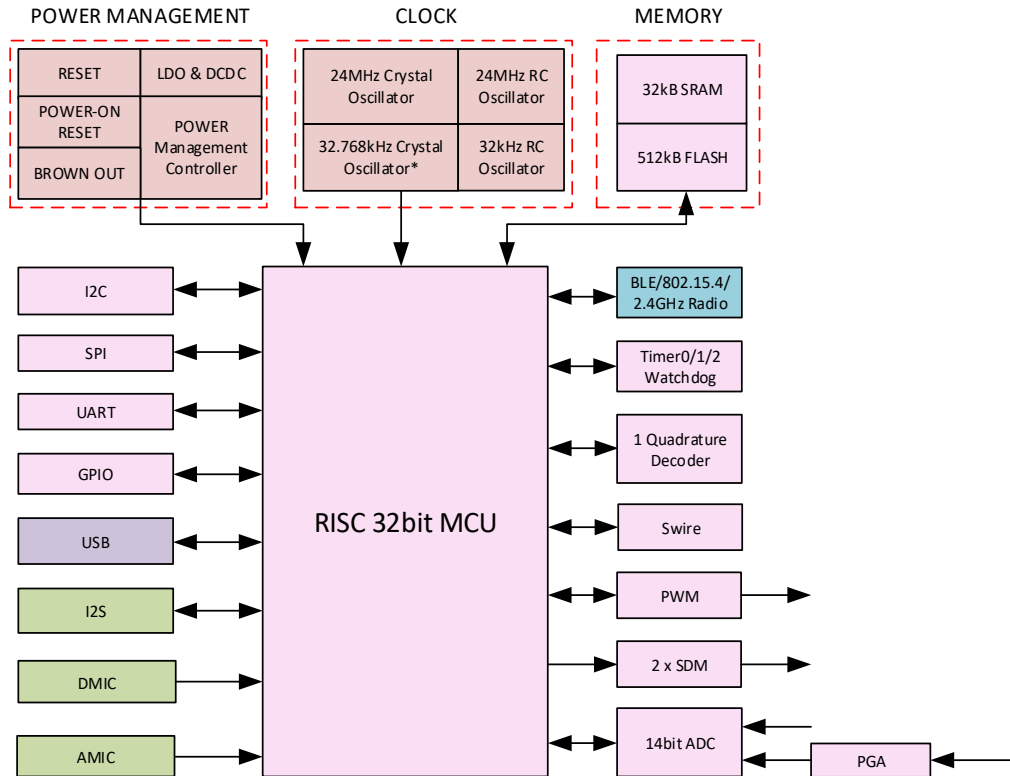 POWER MANAGEMENT
CLOCK
MEMORY
RESET
LDO & DCDC
POWER-ON
RESET
POWER
Management
Controller
BROWN OUT
24MHz Crystal
Oscillator
24MHz RC
Oscillator
32.768kHz Crystal
Oscillator*
32kHz RC
Oscillator
32kB SRAM
512kB FLASH
I2C
SPI
UART
GPIO
USB
I2S
DMIC
AMIC
RISC 32bit MCU
BLE/802.15.4/
2.4GHz Radio
Timer0/1/2
Watchdog
1 Quadrature
Decoder
Swire
PWM
2 x SDM
14bit ADC
PGA